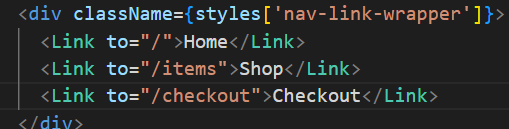 <div className={styles['nav-link-wrapper']}>
<Link to="/">Home</Link>
<Link to="/items">Shop</Link>
<Link to="/checkout">Checkout</Link>
</div>